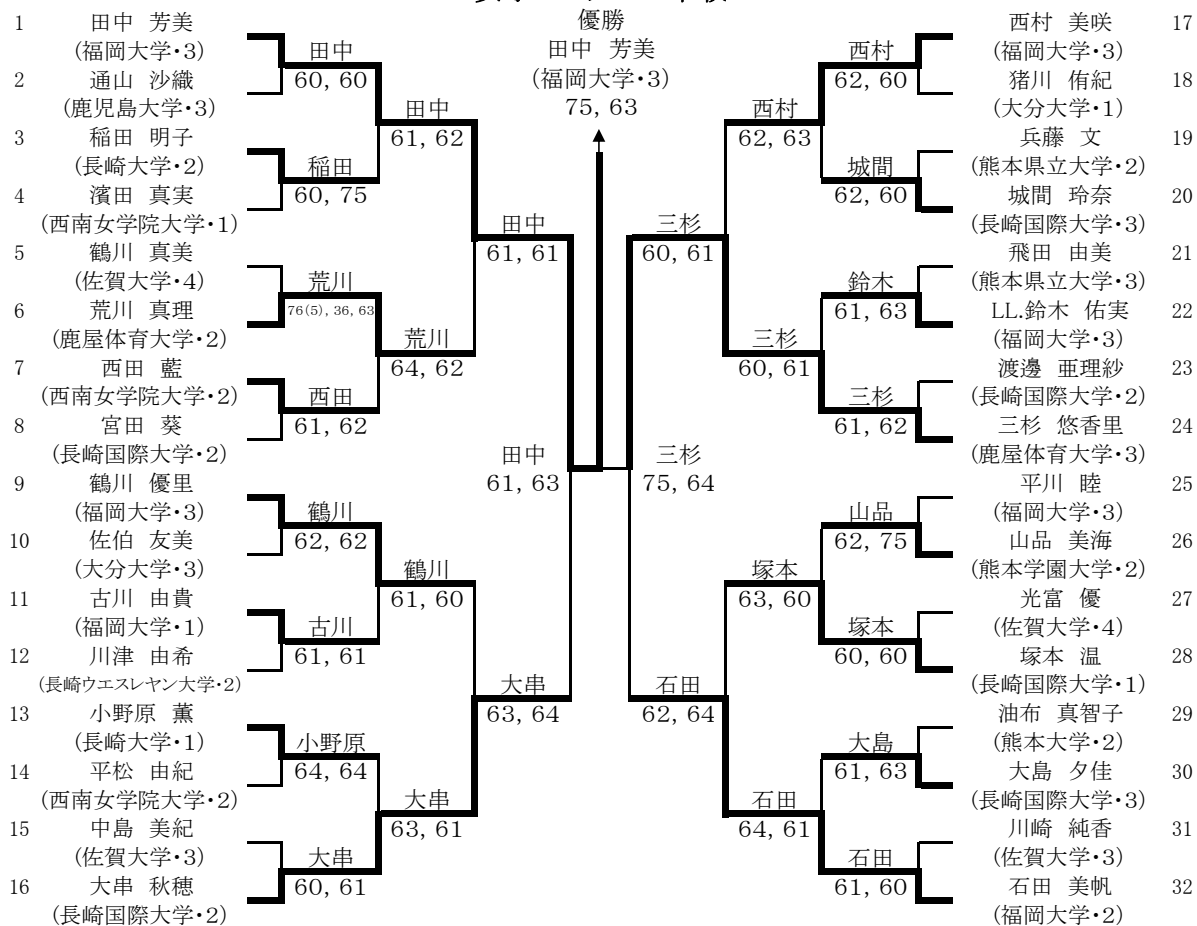 優勝
田中 芳美
(福岡大学・3)
75, 63
1 田中 芳美
(福岡大学・3)
2 通山 沙織
(鹿児島大学・3)
3 稲田 明子
(長崎大学・2)
4 濱田 真実
(西南女学院大学・1)
5 鶴川 真美
(佐賀大学・4)
6 荒川 真理
(鹿屋体育大学・2)
7 西田 藍
(西南女学院大学・2)
8 宮田 葵
(長崎国際大学・2)
9 鶴川 優里
(福岡大学・3)
10 佐伯 友美
(大分大学・3)
11 古川 由貴
(福岡大学・1)
12 川津 由希
(長崎ウエスレヤン大学・2)
13 小野原 薫
(長崎大学・1)
14 平松 由紀
(西南女学院大学・2)
15 中島 美紀
(佐賀大学・3)
16 大串 秋穂
(長崎国際大学・2)
田中
60, 60
稲田
60, 75
荒川
76(5), 36, 63
西田
61, 62
鶴川
62, 62
古川
61, 61
小野原
64, 64
大串
60, 61
田中
61, 62
荒川
64, 62
鶴川
61, 60
大串
63, 61
田中
61, 61
大串
63, 64
田中
61, 63
三杉
75, 64
三杉
60, 61
石田
62, 64
西村
62, 63
三杉
60, 61
塚本
63, 60
石田
64, 61
西村
62, 60
城間
62, 60
鈴木
61, 63
三杉
61, 62
山品
62, 75
塚本
60, 60
大島
61, 63
石田
61, 60
西村 美咲 17
(福岡大学・3)
猪川 侑紀 18
(大分大学・1)
兵藤 文 19
(熊本県立大学・2)
城間 玲奈 20
(長崎国際大学・3)
飛田 由美 21
(熊本県立大学・3)
LL.鈴木 佑実 22
(福岡大学・3)
渡邊 亜理紗 23
(長崎国際大学・2)
三杉 悠香里 24
(鹿屋体育大学・3)
平川 睦 25
(福岡大学・3)
山品 美海 26
(熊本学園大学・2)
光富 優 27
(佐賀大学・4)
塚本 温 28
(長崎国際大学・1)
油布 真智子 29
(熊本大学・2)
大島 夕佳 30
(長崎国際大学・3)
川崎 純香 31
(佐賀大学・3)
石田 美帆 32
(福岡大学・2)